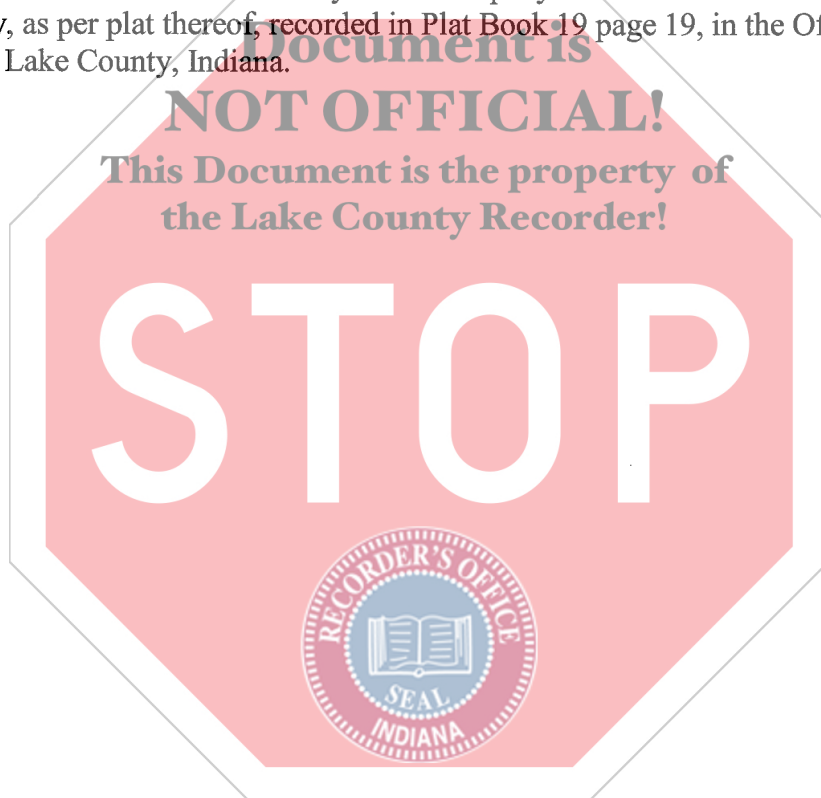 , as per plat thereof, recorded in Plat Book 19 page 19, in the
Lake County, Indiana.
Document is
NOT OFFICIAL!
This Document is the property of
the Lake County Recorder!
STOP
RECORDER'S OFFICE
SEAL
INDIANA